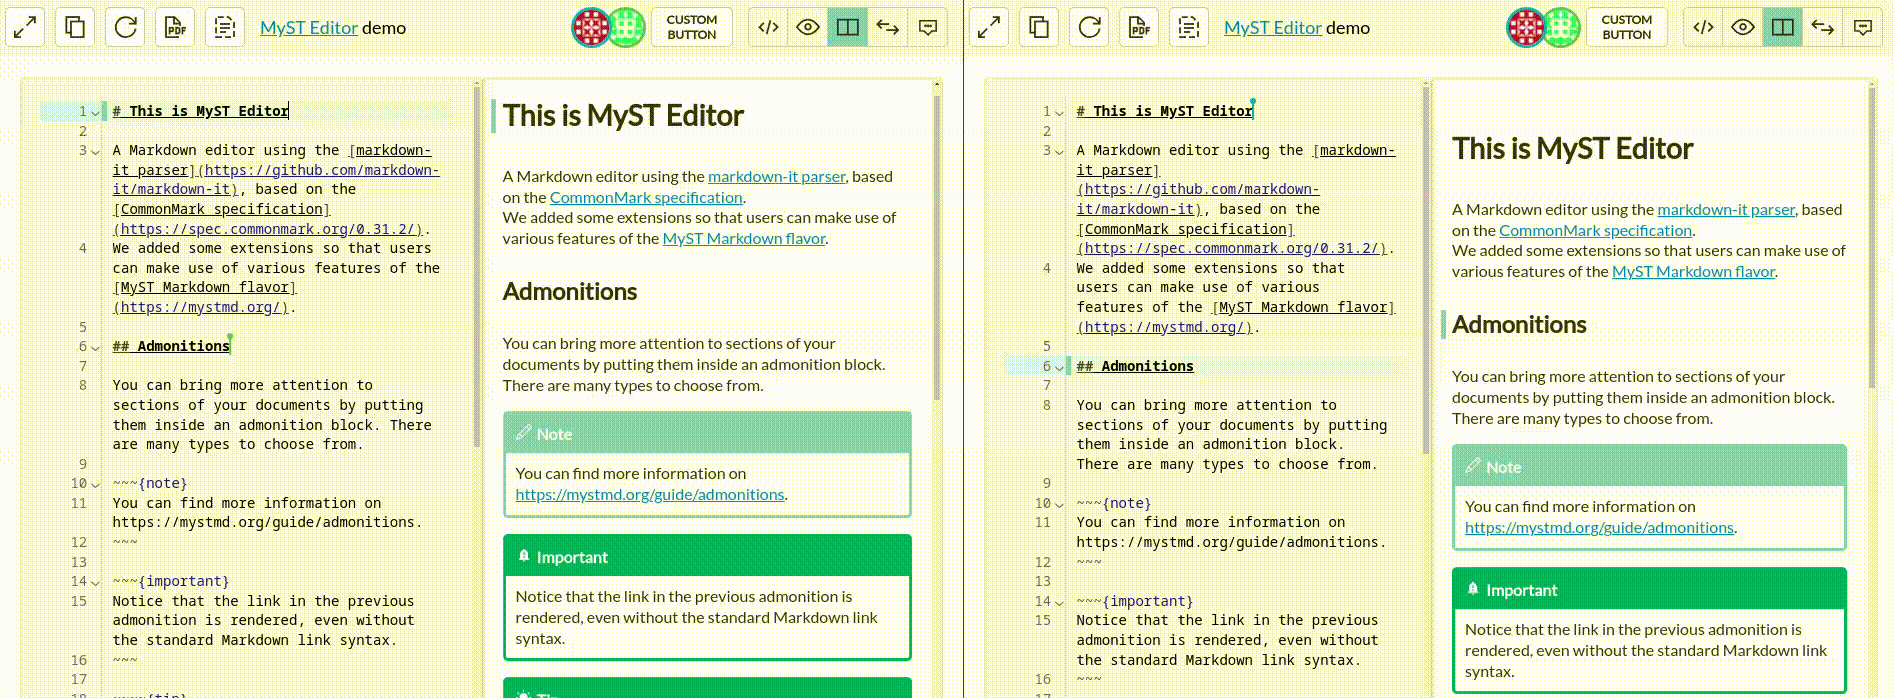 MyST Editor demo
CUSTOM
BUTTON
1 # This is MyST Editor
2
3 A Markdown editor using the [markdown-
it parser](https://github.com/markdown-
it/markdown-it), based on the
[CommonMark specification]
(https://spec.commonmark.org/0.31.2/).
4 We added some extensions so that users
can make use of various features of the
[MyST Markdown flavor]
(https://mystmd.org/).
5
6 ## Admonitions
7
8 You can bring more attention to
sections of your documents by putting
them inside an admonition block. There
are many types to choose from.
9
10 ~~~{note}
11 You can find more information on
https://mystmd.org/guide/admonitions.
12 ~~~
13
14 ~~~{important}
15 Notice that the link in the previous
admonition is rendered, even without
the standard Markdown link syntax.
16 ~~~
17
18 ~~~{tip}
This is MyST Editor
A Markdown editor using the markdown-it parser, based
on the CommonMark specification.
We added some extensions so that users can make use of
various features of the MyST Markdown flavor.
Admonitions
You can bring more attention to sections of your
documents by putting them inside an admonition block.
There are many types to choose from.
Note
You can find more information on
https://mystmd.org/guide/admonitions.
Important
Notice that the link in the previous admonition is
rendered, even without the standard Markdown link
syntax.
Tip
MyST Editor demo
CUSTOM
BUTTON
1 # This is MyST Editor
2
3 A Markdown editor using the [markdown-
it parser]
(https://github.com/markdown-
it/markdown-it), based on the
[CommonMark specification]
(https://spec.commonmark.org/0.31.2/).
4 We added some extensions so that
users can make use of various
features of the [MyST Markdown flavor]
(https://mystmd.org/).
5
6 ## Admonitions
7
8 You can bring more attention to
sections of your documents by putting
them inside an admonition block.
There are many types to choose from.
9
10 ~~~{note}
11 You can find more information on
https://mystmd.org/guide/admonitions.
12 ~~~
13
14 ~~~{important}
15 Notice that the link in the previous
admonition is rendered, even without
the standard Markdown link syntax.
16 ~~~
17
This is MyST Editor
A Markdown editor using the markdown-it parser, based
on the CommonMark specification.
We added some extensions so that users can make use of
various features of the MyST Markdown flavor.
Admonitions
You can bring more attention to sections of your
documents by putting them inside an admonition block.
There are many types to choose from.
Note
You can find more information on
https://mystmd.org/guide/admonitions.
Important
Notice that the link in the previous admonition is
rendered, even without the standard Markdown link
syntax.